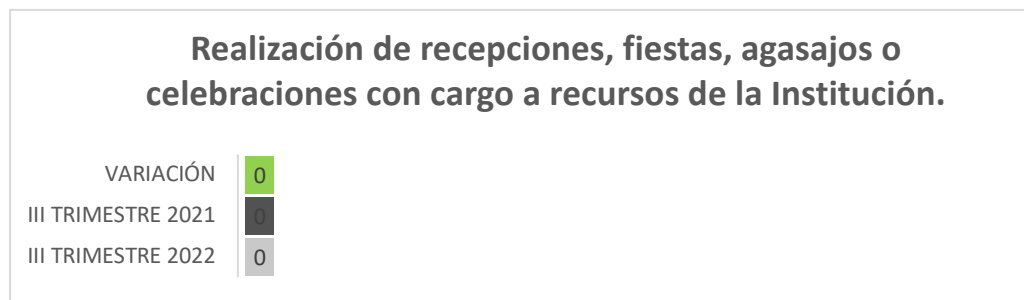 Realización de recepciones, fiestas, agasajos o
celebraciones con cargo a recursos de la Institución.
VARIACIÓN 0
III TRIMESTRE 2021 0
III TRIMESTRE 2022 0